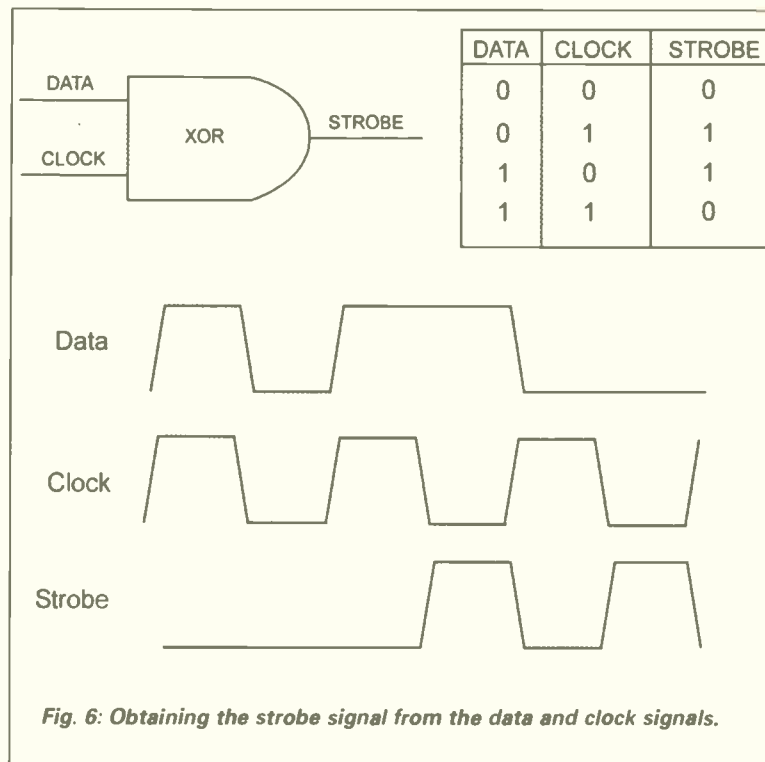 DATA
CLOCK
XOR
STROBE
DATA CLOCK STROBE
0 0 0
0 1 1
1 0 1
1 1 0
Data
Clock
Strobe
Fig. 6: Obtaining the strobe signal from the data and clock signals.